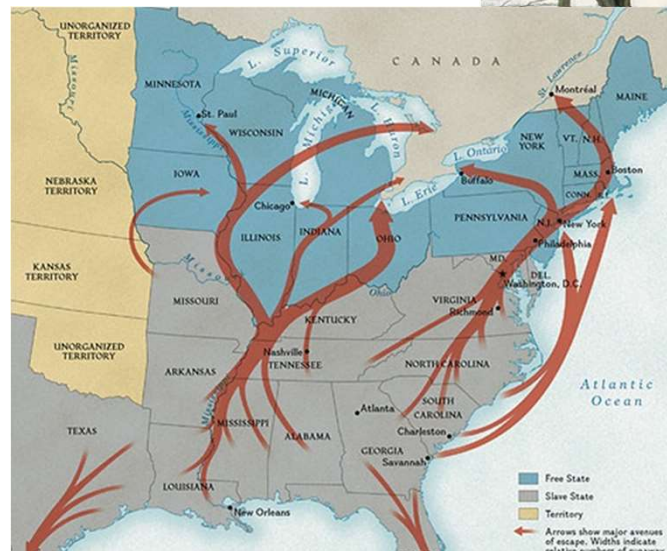 UNORGANIZED
TERRITORY
L. Superior
CANADA
St. Lawrence
Missouri
MINNESOTA
Montréal
MAINE
MICHIGAN
St. Paul
Mississippi
WISCONSIN
L. Michigan
L. Huron
NEW
YORK
VT.
N.H.
L. Ontario
NEBRASKA
TERRITORY
IOWA
MASS.
Boston
Buffalo
CONN.
R.I.
L. Erie
Chicago
PENNSYLVANIA
ILLINOIS
INDIANA
OHIO
N.J.
New York
Philadelphia
KANSAS
TERRITORY
Missouri
MD.
DEL.
Washington, D.C.
Ohio
MISSOURI
VIRGINIA
Richmond
KENTUCKY
UNORGANIZED
TERRITORY
Nashville
TENNESSEE
NORTH CAROLINA
ARKANSAS
Atlantic
Ocean
SOUTH
CAROLINA
Mississippi
Atlanta
MISSISSIPPI
Charleston
TEXAS
ALABAMA
GEORGIA
Savannah
LOUISIANA
Free State
Slave State
New Orleans
Territory
Arrows show major avenues
of escape. Widths indicate